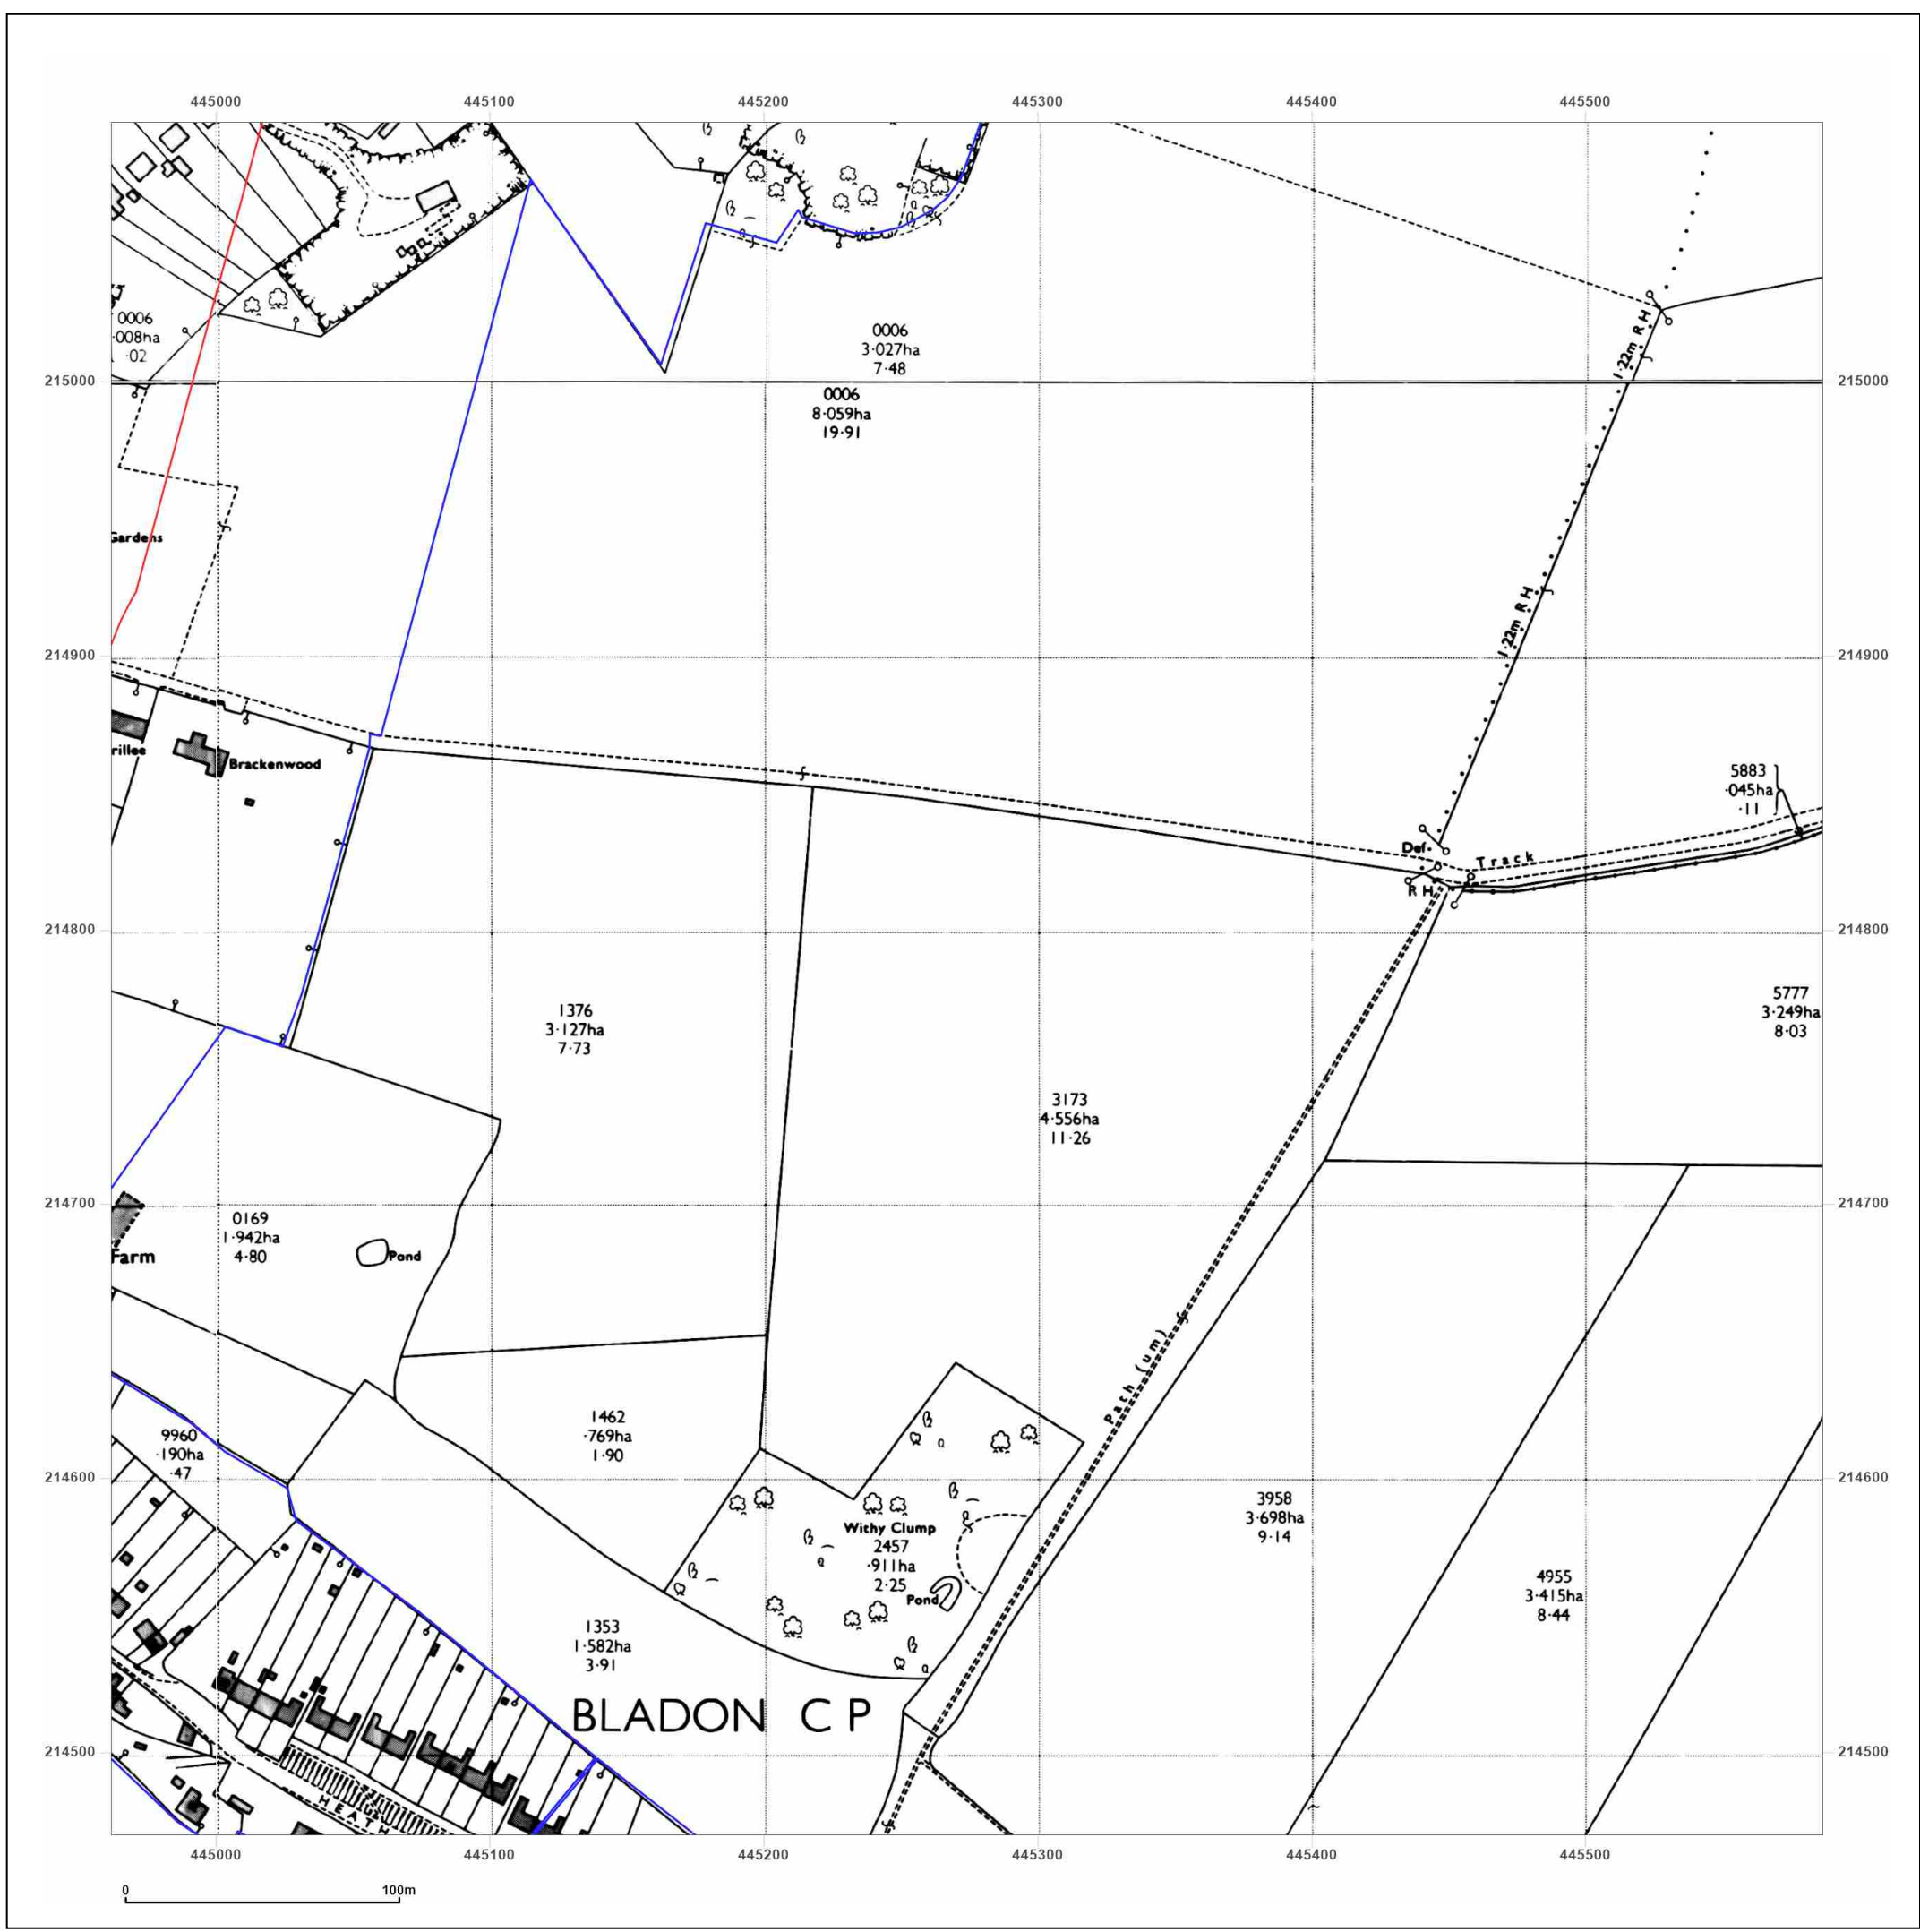 445000 445100 445200 445300 445400 445500
0006
·008ha
·02
0006
3·027ha
7·48
1·22m RH
215000 215000
0006
8·059ha
19·91
Gardens
1·22m RH
214900 214900
rillee
Brackenwood
5883
·045ha
·11
Def.
Track
RH
214800 214800
1376
3·127ha
7·73
5777
3·249ha
8·03
3173
4·556ha
11·26
214700 214700
0169
1·942ha
4·80
Farm
Pond
Path (um)
9960
·190ha
·47
1462
·769ha
1·90
214600 214600
Withy Clump
2457
·911ha
2·25
Pond
3958
3·698ha
9·14
4955
3·415ha
8·44
1353
1·582ha
3·91
BLADON CP
214500 214500
HEATH
445000 445100 445200 445300 445400 445500
0 100m